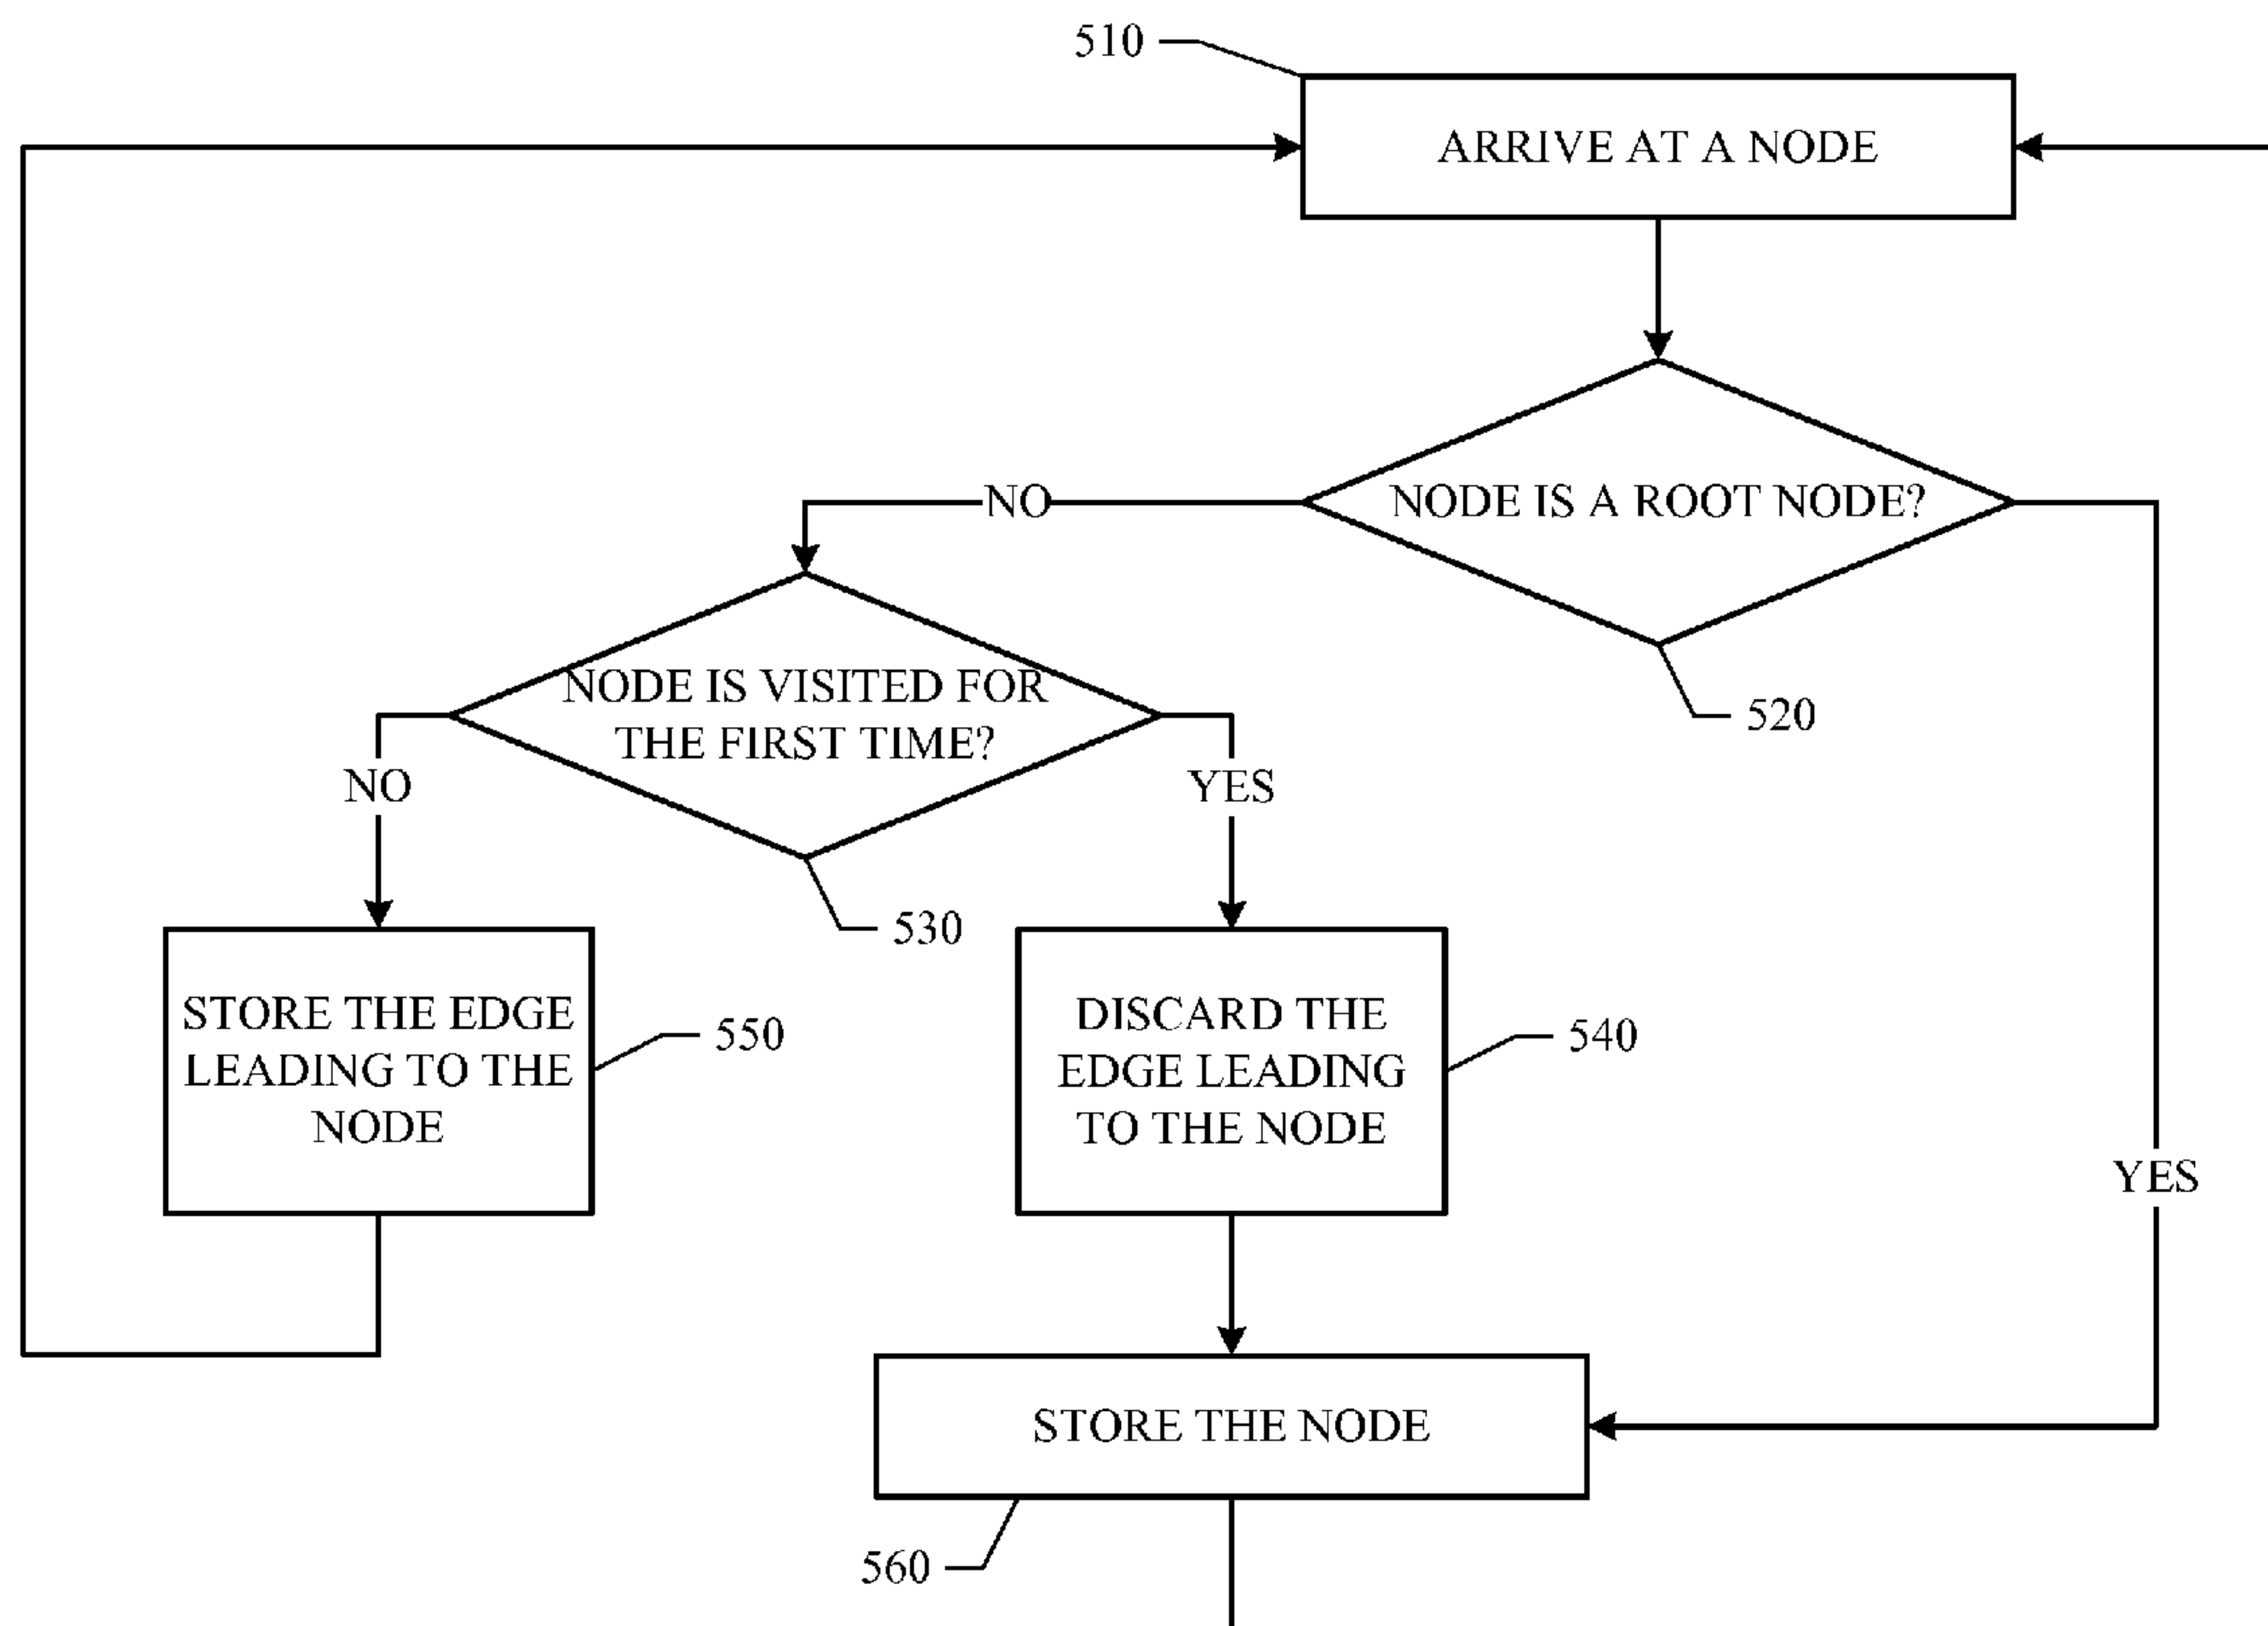 510
ARRIVE AT A NODE
NO
NODE IS A ROOT NODE?
520
NODE IS VISITED FOR
THE FIRST TIME?
NO
YES
530
STORE THE EDGE
LEADING TO THE
NODE
550
DISCARD THE
EDGE LEADING
TO THE NODE
540
YES
STORE THE NODE
560